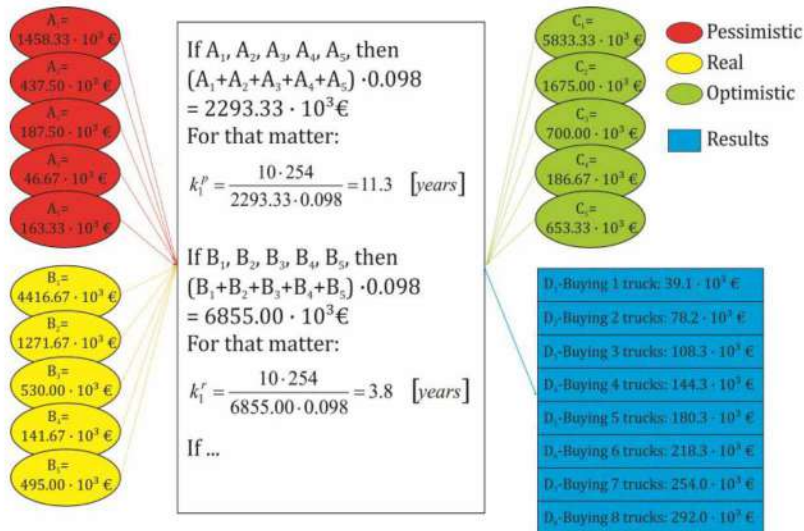 A₁=
1458.33 · 10³ €
A₂=
437.50 · 10³ €
A₃=
187.50 · 10³ €
A₄=
46.67 · 10³ €
A₅=
163.33 · 10³ €
B₁=
4416.67 · 10³ €
B₂=
1271.67 · 10³ €
B₃=
530.00 · 10³ €
B₄=
141.67 · 10³ €
B₅=
495.00 · 10³ €
If A₁, A₂, A₃, A₄, A₅, then
(A₁+A₂+A₃+A₄+A₅) ·0.098
= 2293.33 · 10³€
For that matter:
k₁ᵖ = 10·254 / 2293.33·0.098 = 11.3 [years]
If B₁, B₂, B₃, B₄, B₅, then
(B₁+B₂+B₃+B₄+B₅) ·0.098
= 6855.00 · 10³€
For that matter:
k₁ʳ = 10·254 / 6855.00·0.098 = 3.8 [years]
If ...
C₁=
5833.33 · 10³ €
C₂=
1675.00 · 10³ €
C₃=
700.00 · 10³ €
C₄=
186.67 · 10³ €
C₅=
653.33 · 10³ €
Pessimistic
Real
Optimistic
Results
D₁-Buying 1 truck: 39.1 · 10³ €
D₂-Buying 2 trucks: 78.2 · 10³ €
D₃-Buying 3 trucks: 108.3 · 10³ €
D₄-Buying 4 trucks: 144.3 · 10³ €
D₅-Buying 5 trucks: 180.3 · 10³ €
D₆-Buying 6 trucks: 218.3 · 10³ €
D₇-Buying 7 trucks: 254.0 · 10³ €
D₈-Buying 8 trucks: 292.0 · 10³ €